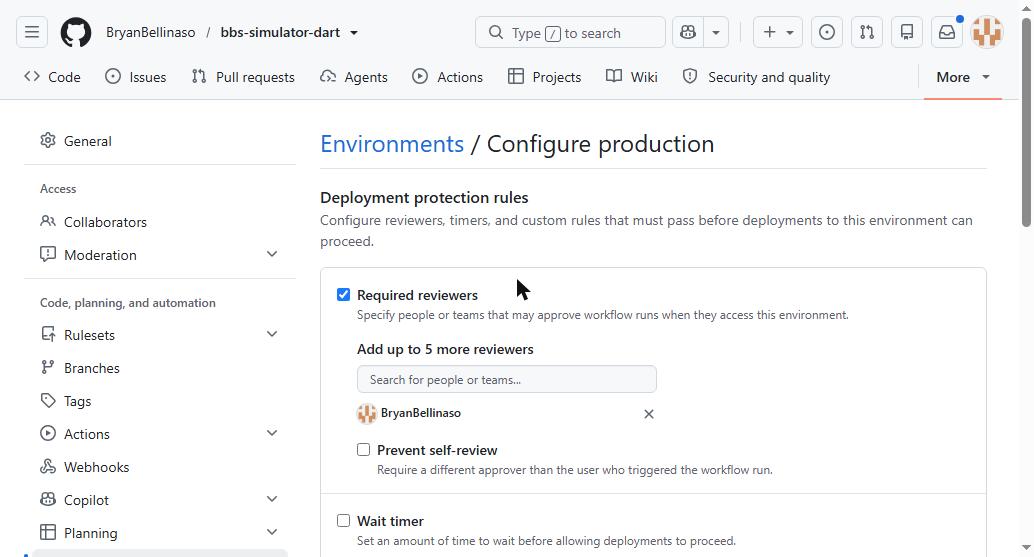 BryanBellinaso / bbs-simulator-dart
Type / to search
Code
Issues
Pull requests
Agents
Actions
Projects
Wiki
Security and quality
More
General
Access
Collaborators
Moderation
Code, planning, and automation
Rulesets
Branches
Tags
Actions
Webhooks
Copilot
Planning
Environments / Configure production
Deployment protection rules
Configure reviewers, timers, and custom rules that must pass before deployments to this environment can
proceed.
Required reviewers
Specify people or teams that may approve workflow runs when they access this environment.
Add up to 5 more reviewers
Search for people or teams...
BryanBellinaso
Prevent self-review
Require a different approver than the user who triggered the workflow run.
Wait timer
Set an amount of time to wait before allowing deployments to proceed.